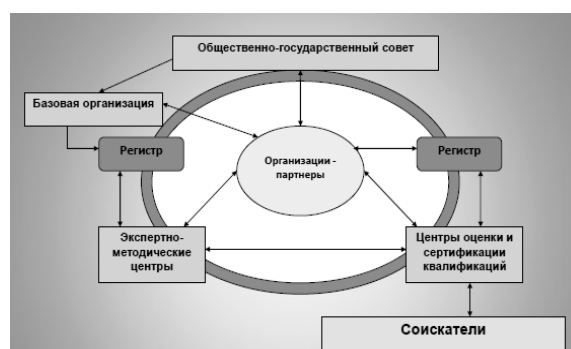 Общественно-государственный совет
Базовая организация
Регистр
Организации -
партнеры
Регистр
Экспертно-
методические
центры
Центры оценки и
сертификации
квалификаций
Соискатели